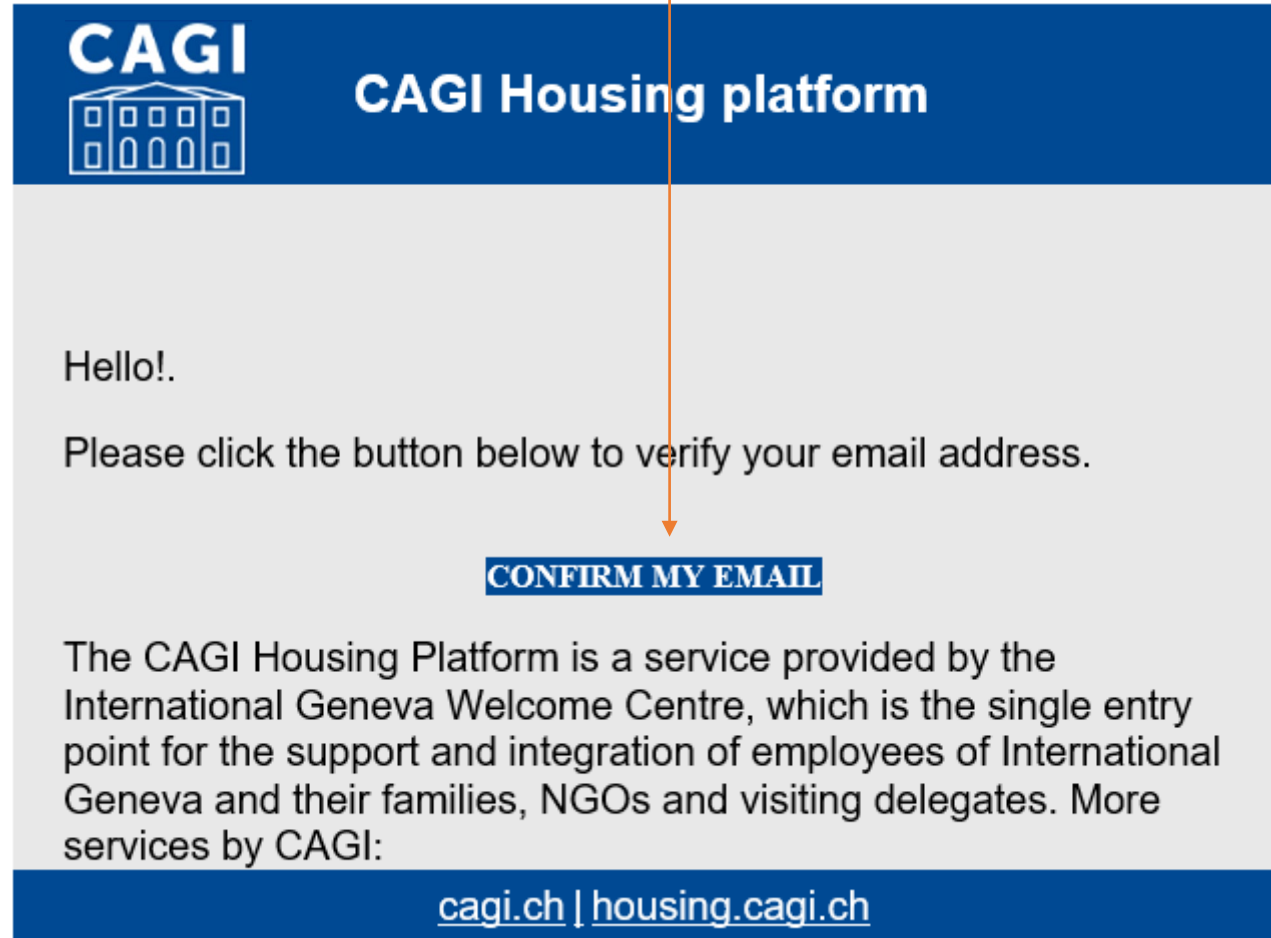 CAGI
CAGI Housing platform
Hello!.
Please click the button below to verify your email address.
CONFIRM MY EMAIL
The CAGI Housing Platform is a service provided by the
International Geneva Welcome Centre, which is the single entry
point for the support and integration of employees of International
Geneva and their families, NGOs and visiting delegates. More
services by CAGI:
cagi.ch | housing.cagi.ch